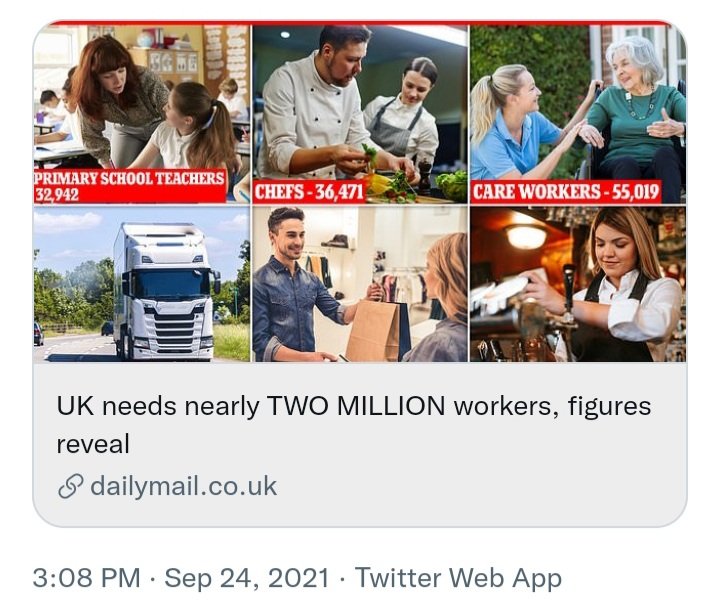 PRIMARY SCHOOL TEACHERS
32,942
CHEFS - 36,471
CARE WORKERS - 55,019
UK needs nearly TWO MILLION workers, figures
reveal
dailymail.co.uk
3:08 PM · Sep 24, 2021 · Twitter Web App